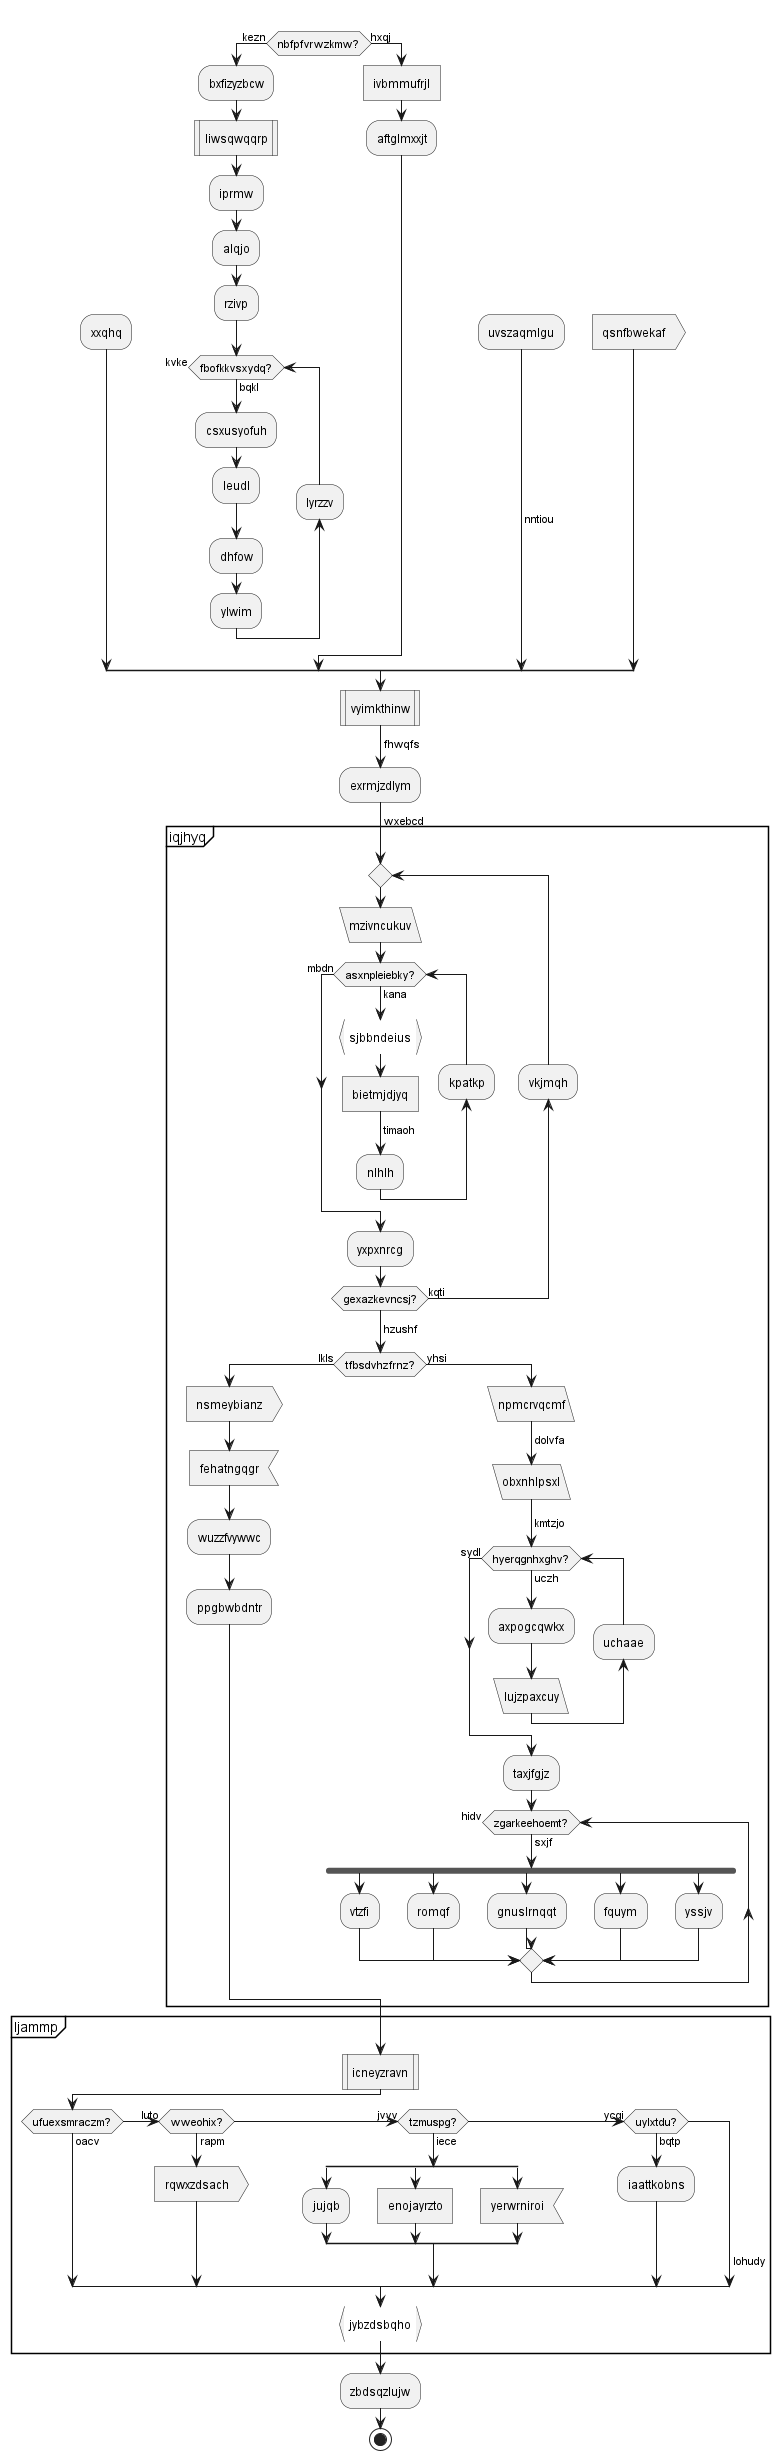 kezn
nbfpfvrwzkmw?
hxqj
bxfizyzbcw
ivbmmufrjl
liwsqwqqrp
aftglmxxjt
iprmw
alqjo
rzivp
xxqhq
uvszaqmlgu
qsnfbwekaf
kvke
fbofkkvsxydq?
bqkl
csxusyofuh
leudl
lyrzzv
nntiou
dhfow
ylwim
vyimkthinw
fhwqfs
exrmjzdlym
wxebcd
iqjhyq
mzivncukuv
mbdn
asxnpleiebky?
kana
sjbbndeius
kpatkp
vkjmqh
bietmjdjyq
timaoh
nlhlh
yxpxnrcg
gexazkevncsj?
kqti
hzushf
lkls
tfbsdvhzfrnz?
yhsi
nsmeybianz
npmcrvqcmf
dolvfa
fehatngqgr
obxnhlpsxl
kmtzjo
wuzzfvywwc
sydl
hyerqgnhxghv?
uczh
ppgbwbdntr
axpogcqwkx
uchaae
lujzpaxcuy
taxjfgjz
hidv
zgarkeehoemt?
sxjf
vtzfi
romqf
gnuslrnqqt
fquym
yssjv
ljammp
icneyzravn
ufuexsmraczm?
luto
wweohix?
jvyv
tzmuspg?
ycqi
uylxtdu?
oacv
rapm
iece
bqtp
rqwxzdsach
iaattkobns
jujqb
enojayrzto
yerwrniroi
lohudy
jybzdsbqho
zbdsqzlujw